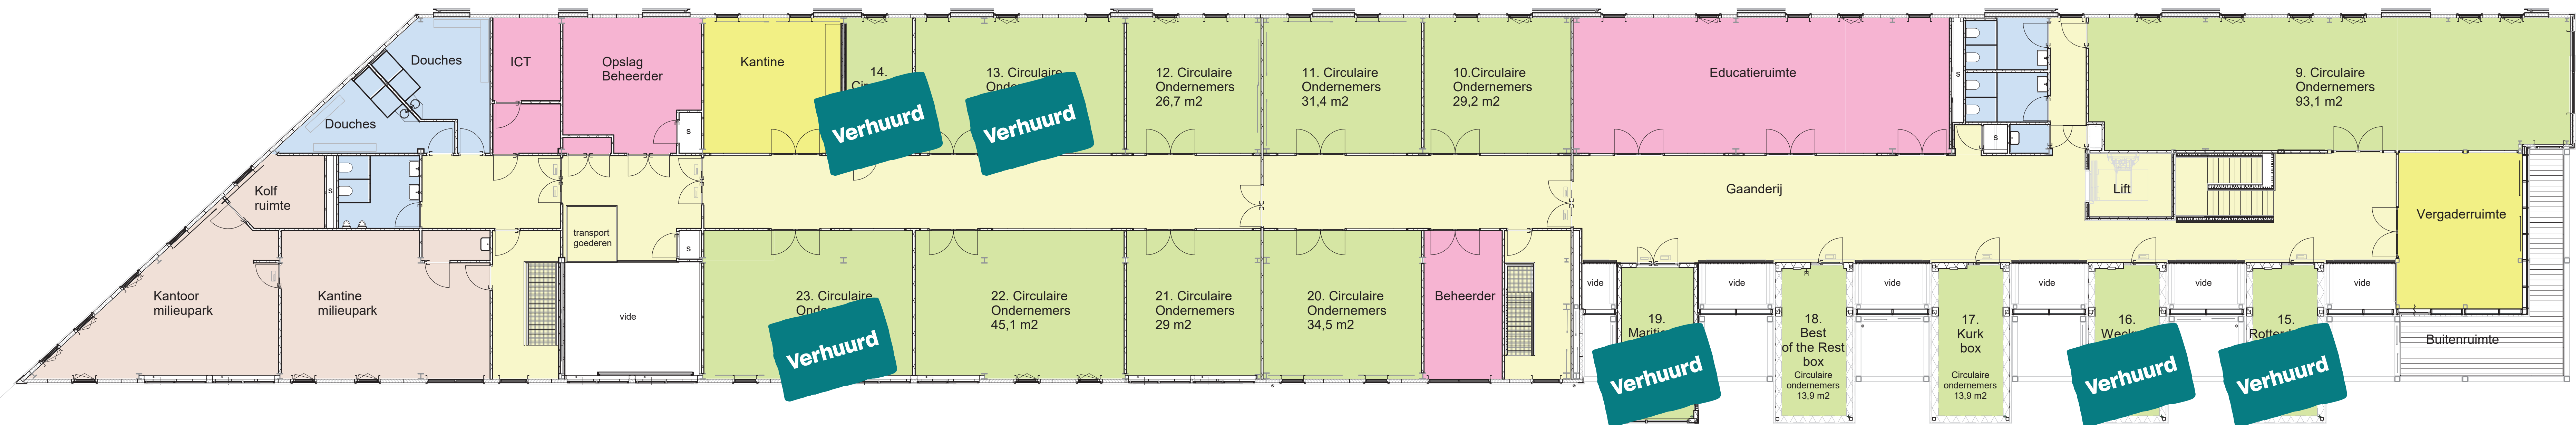 Douches
ICT
Opslag
Beheerder
Kantine
14.
13. Circulaire
12. Circulaire
Ondernemers
26,7 m2
11. Circulaire
Ondernemers
31,4 m2
10.Circulaire
Ondernemers
29,2 m2
Educatieruimte
9. Circulaire
Ondernemers
93,1 m2
Verhuurd
Verhuurd
Douches
s
s
s
Kolf
ruimte
s
Gaanderij
Lift
Vergaderruimte
transport
goederen
s
Kantoor
milieupark
Kantine
milieupark
vide
23. Circulaire
Verhuurd
22. Circulaire
Ondernemers
45,1 m2
21. Circulaire
Ondernemers
29 m2
20. Circulaire
Ondernemers
34,5 m2
Beheerder
vide
vide
vide
vide
vide
vide
19.
Verhuurd
18.
Best
of the Rest
box
Circulaire
ondernemers
13,9 m2
17.
Kurk
box
Circulaire
ondernemers
13,9 m2
16.
Verhuurd
15.
Verhuurd
Buitenruimte